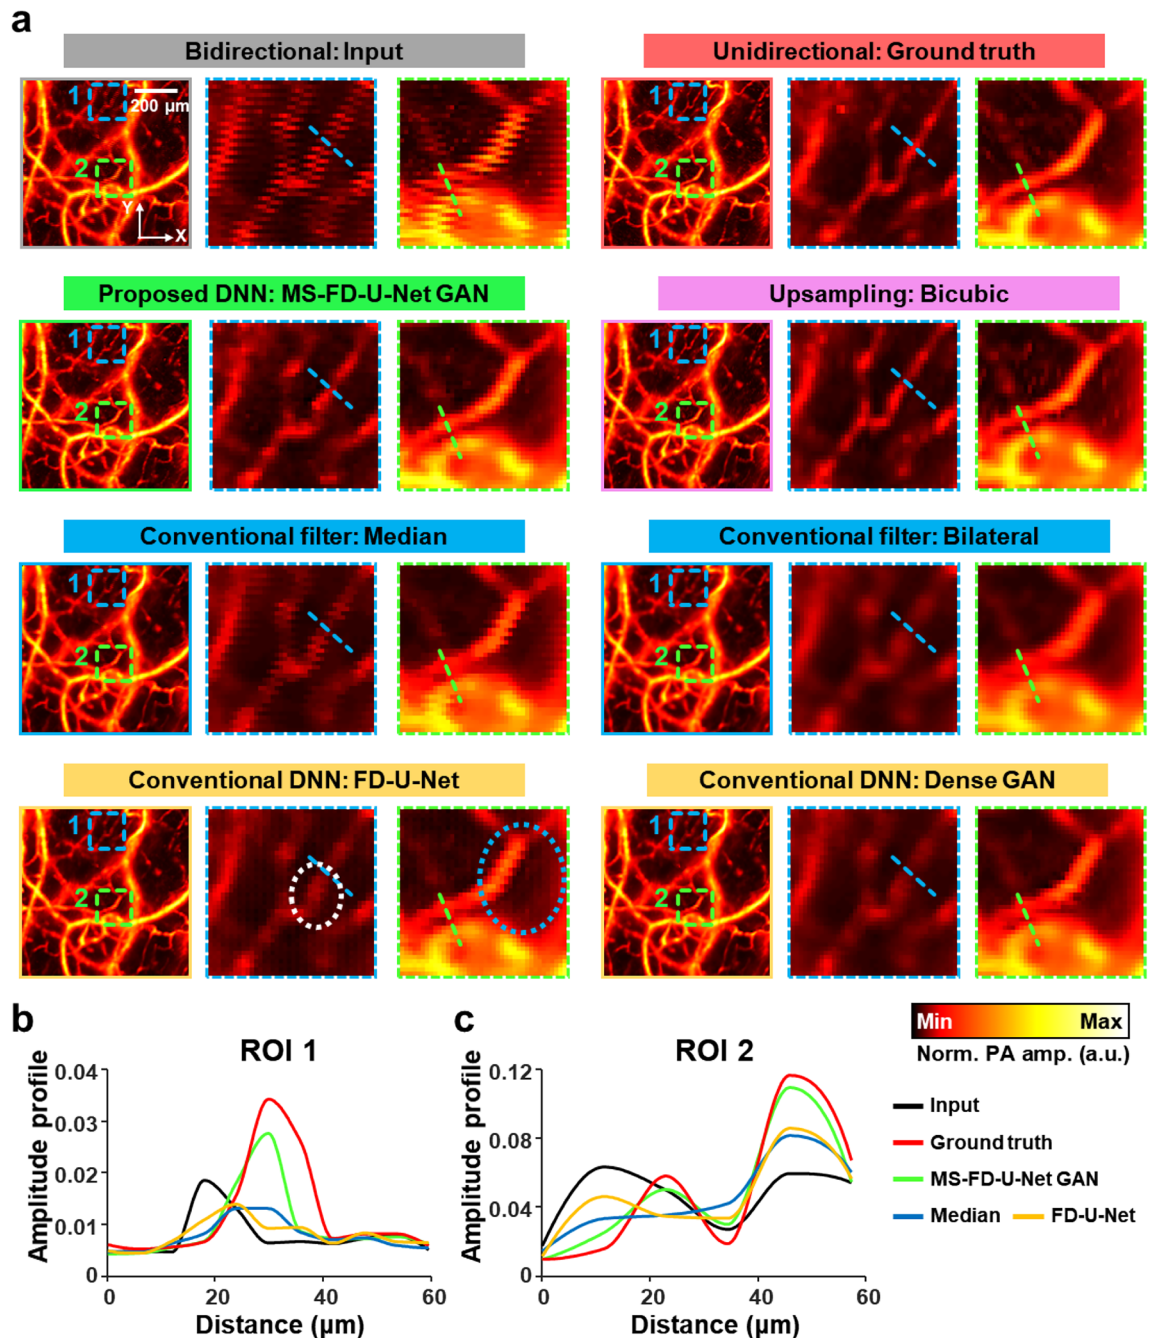 a
Bidirectional: Input
Unidirectional: Ground truth
1
200 µm
2
Y
X
1
2
Proposed DNN: MS-FD-U-Net GAN
Upsampling: Bicubic
1
2
1
2
Conventional filter: Median
Conventional filter: Bilateral
1
2
1
2
Conventional DNN: FD-U-Net
Conventional DNN: Dense GAN
1
2
1
2
b
ROI 1
Amplitude profile
0.04
0.03
0.02
0.01
0
0
20
40
60
Distance (µm)
c
ROI 2
Amplitude profile
0.12
0.08
0.04
0
0
20
40
60
Distance (µm)
Min
Max
Norm. PA amp. (a.u.)
Input
Ground truth
MS-FD-U-Net GAN
Median
FD-U-Net